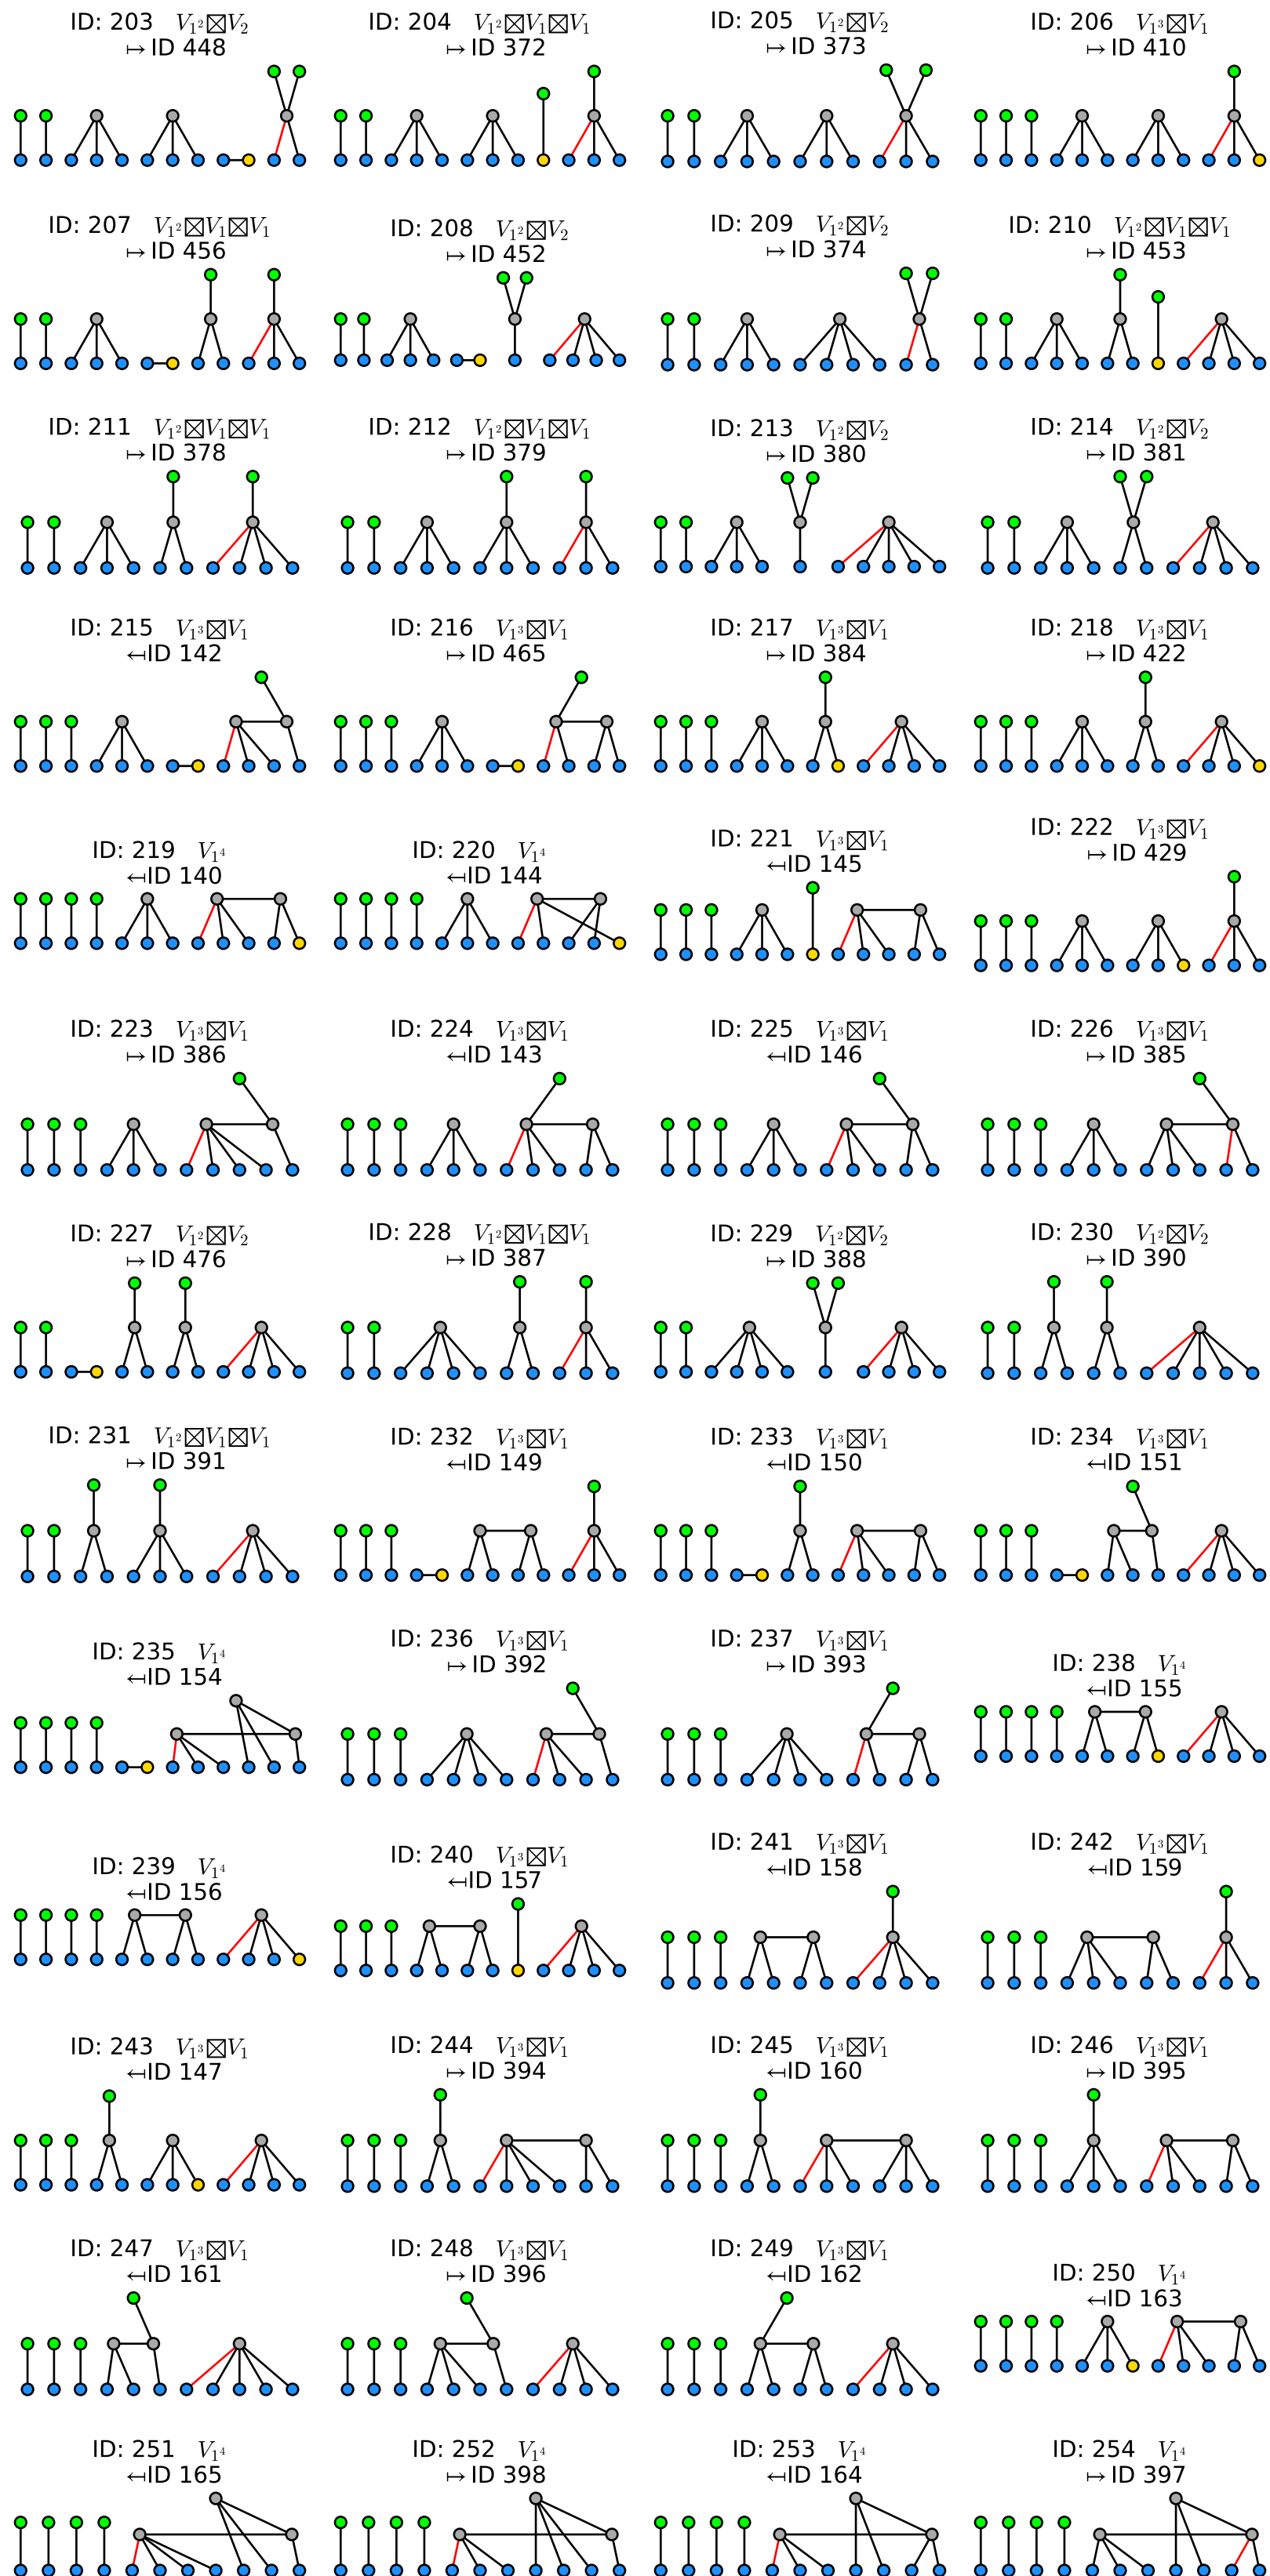 ID: 203 V₁²⊠V₂
↦ ID 448
ID: 204 V₁²⊠V₁⊠V₁
↦ ID 372
ID: 205 V₁²⊠V₂
↦ ID 373
ID: 206 V₁³⊠V₁
↦ ID 410
ID: 207 V₁²⊠V₁⊠V₁
↦ ID 456
ID: 208 V₁²⊠V₂
↦ ID 452
ID: 209 V₁²⊠V₂
↦ ID 374
ID: 210 V₁²⊠V₁⊠V₁
↦ ID 453
ID: 211 V₁²⊠V₁⊠V₁
↦ ID 378
ID: 212 V₁²⊠V₁⊠V₁
↦ ID 379
ID: 213 V₁²⊠V₂
↦ ID 380
ID: 214 V₁²⊠V₂
↦ ID 381
ID: 215 V₁³⊠V₁
↤ID 142
ID: 216 V₁³⊠V₁
↦ ID 465
ID: 217 V₁³⊠V₁
↦ ID 384
ID: 218 V₁³⊠V₁
↦ ID 422
ID: 219 V₁⁴
↤ID 140
ID: 220 V₁⁴
↤ID 144
ID: 221 V₁³⊠V₁
↤ID 145
ID: 222 V₁³⊠V₁
↦ ID 429
ID: 223 V₁³⊠V₁
↦ ID 386
ID: 224 V₁³⊠V₁
↤ID 143
ID: 225 V₁³⊠V₁
↤ID 146
ID: 226 V₁³⊠V₁
↦ ID 385
ID: 227 V₁²⊠V₂
↦ ID 476
ID: 228 V₁²⊠V₁⊠V₁
↦ ID 387
ID: 229 V₁²⊠V₂
↦ ID 388
ID: 230 V₁²⊠V₂
↦ ID 390
ID: 231 V₁²⊠V₁⊠V₁
↦ ID 391
ID: 232 V₁³⊠V₁
↤ID 149
ID: 233 V₁³⊠V₁
↤ID 150
ID: 234 V₁³⊠V₁
↤ID 151
ID: 235 V₁⁴
↤ID 154
ID: 236 V₁³⊠V₁
↦ ID 392
ID: 237 V₁³⊠V₁
↦ ID 393
ID: 238 V₁⁴
↤ID 155
ID: 239 V₁⁴
↤ID 156
ID: 240 V₁³⊠V₁
↤ID 157
ID: 241 V₁³⊠V₁
↤ID 158
ID: 242 V₁³⊠V₁
↤ID 159
ID: 243 V₁³⊠V₁
↤ID 147
ID: 244 V₁³⊠V₁
↦ ID 394
ID: 245 V₁³⊠V₁
↤ID 160
ID: 246 V₁³⊠V₁
↦ ID 395
ID: 247 V₁³⊠V₁
↤ID 161
ID: 248 V₁³⊠V₁
↦ ID 396
ID: 249 V₁³⊠V₁
↤ID 162
ID: 250 V₁⁴
↤ID 163
ID: 251 V₁⁴
↤ID 165
ID: 252 V₁⁴
↦ ID 398
ID: 253 V₁⁴
↤ID 164
ID: 254 V₁⁴
↦ ID 397